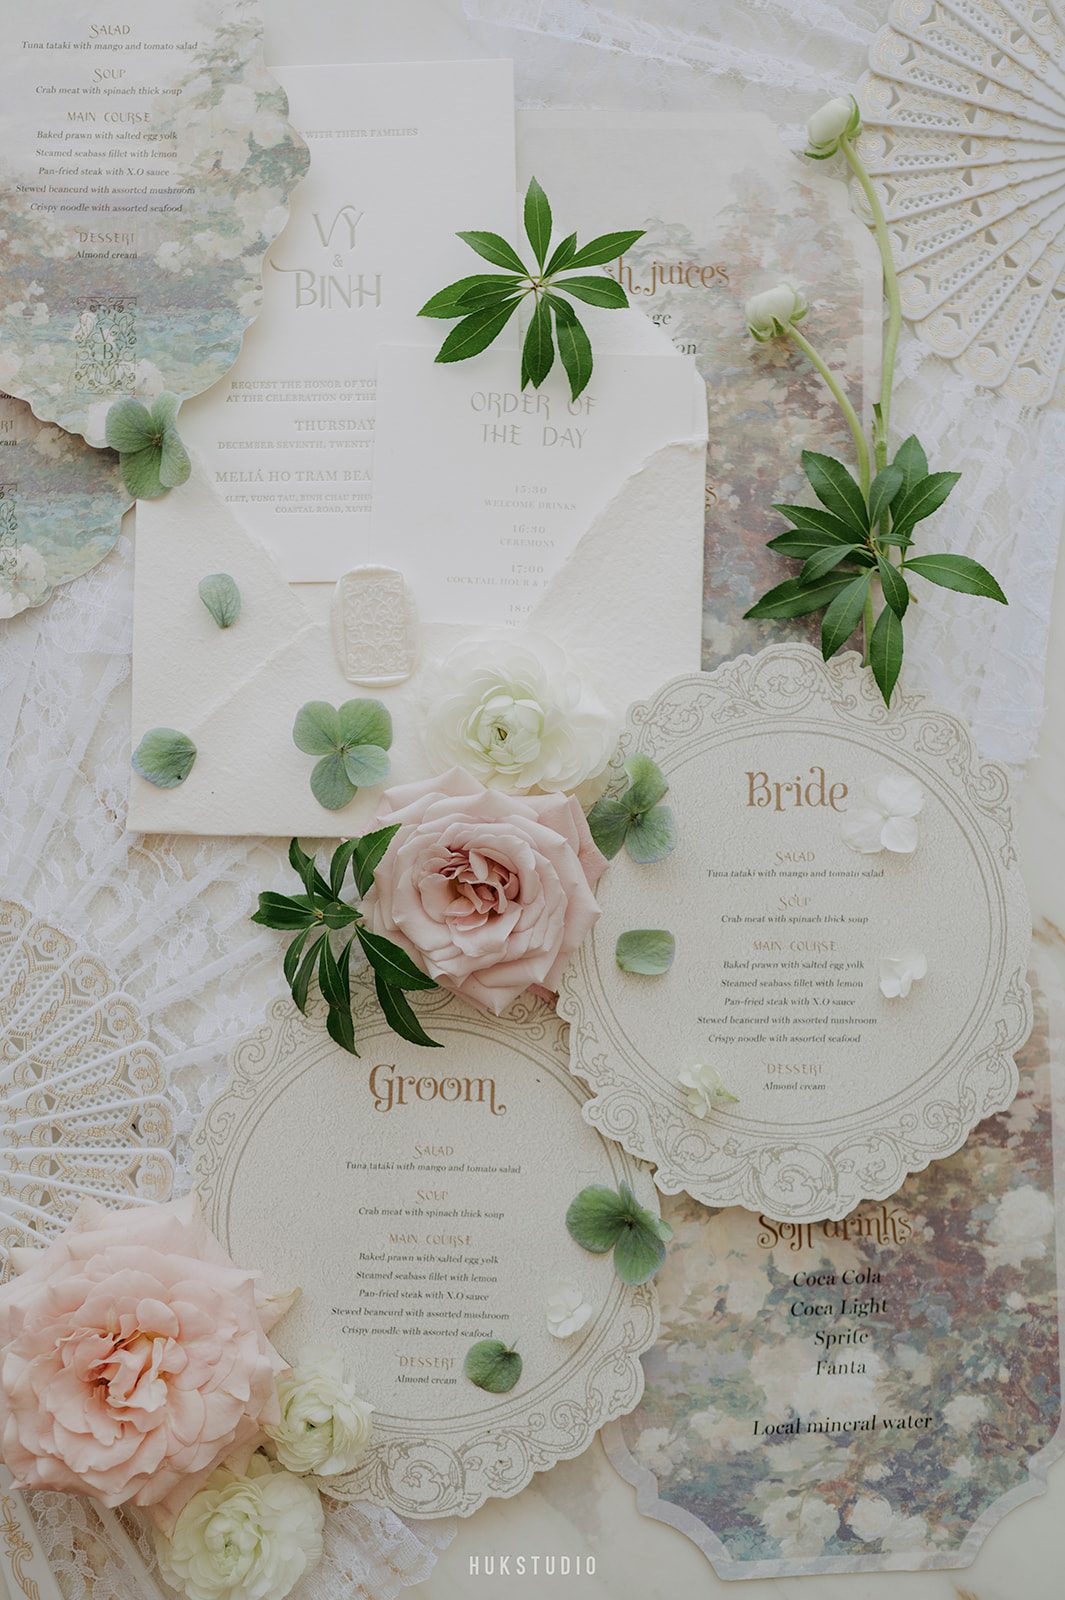 SALAD
Tuna tataki with mango and tomato salad
SOUP
Crab meat with spinach thick soup
MAIN COURSE
Baked prawn with salted egg yolk
Steamed seabass fillet with lemon
Pan-fried steak with X.O sauce
Stewed beancurd with assorted mushroom
Crispy noodle with assorted seafood
DESSERT
Almond cream
V B
WITH THEIR FAMILIES
VY
&
BINH
REQUEST THE HONOR OF
AT THE CELEBRATION OF THE
THURSDAY
DECEMBER SEVENTH, TWENTY
MELIÁ HO TRAM
VUNG TAU, BINH CHAU
COASTAL ROAD,
ORDER OF
THE DAY
15:30
WELCOME DRINKS
16:30
CEREMONY
17:00
COCKTAIL HOUR &
juices
Bride
SALAD
Tuna tataki with mango and tomato salad
SOUP
Crab meat with spinach thick soup
MAIN COURSE
Baked prawn with salted egg yolk
Steamed seabass fillet with lemon
Pan-fried steak with X.O sauce
Stewed beancurd with assorted mushroom
Crispy noodle with assorted seafood
DESSERT
Almond cream
Groom
SALAD
Tuna tataki with mango and tomato salad
SOUP
Crab meat with spinach thick soup
MAIN COURSE
Baked prawn with salted egg yolk
Steamed seabass fillet with lemon
Pan-fried steak with X.O sauce
Stewed beancurd with assorted mushroom
Crispy noodle with assorted seafood
DESSERT
Almond cream
Soft drinks
Coca Cola
Coca Light
Sprite
Fanta
Local mineral water
HUKSTUDIO